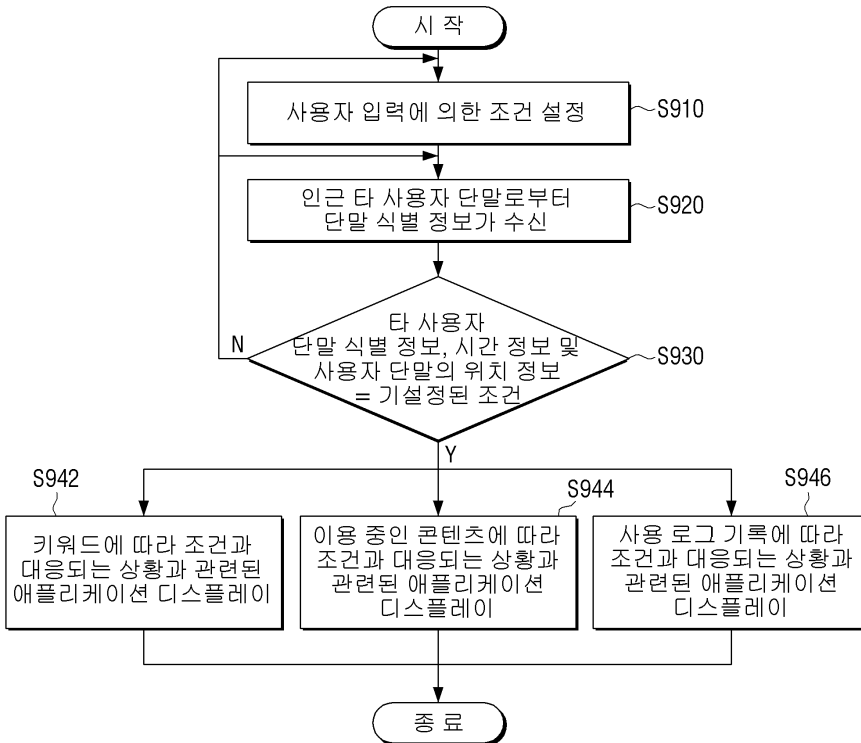 시 작
사용자 입력에 의한 조건 설정
S910
인근 타 사용자 단말로부터
단말 식별 정보가 수신
S920
타 사용자
단말 식별 정보, 시간 정보 및
사용자 단말의 위치 정보
= 기설정된 조건
S930
N
Y
S942
키워드에 따라 조건과
대응되는 상황과 관련된
애플리케이션 디스플레이
S944
이용 중인 콘텐츠에 따라
조건과 대응되는 상황과
관련된 애플리케이션
디스플레이
S946
사용 로그 기록에 따라
조건과 대응되는 상황과
관련된 애플리케이션
디스플레이
종 료